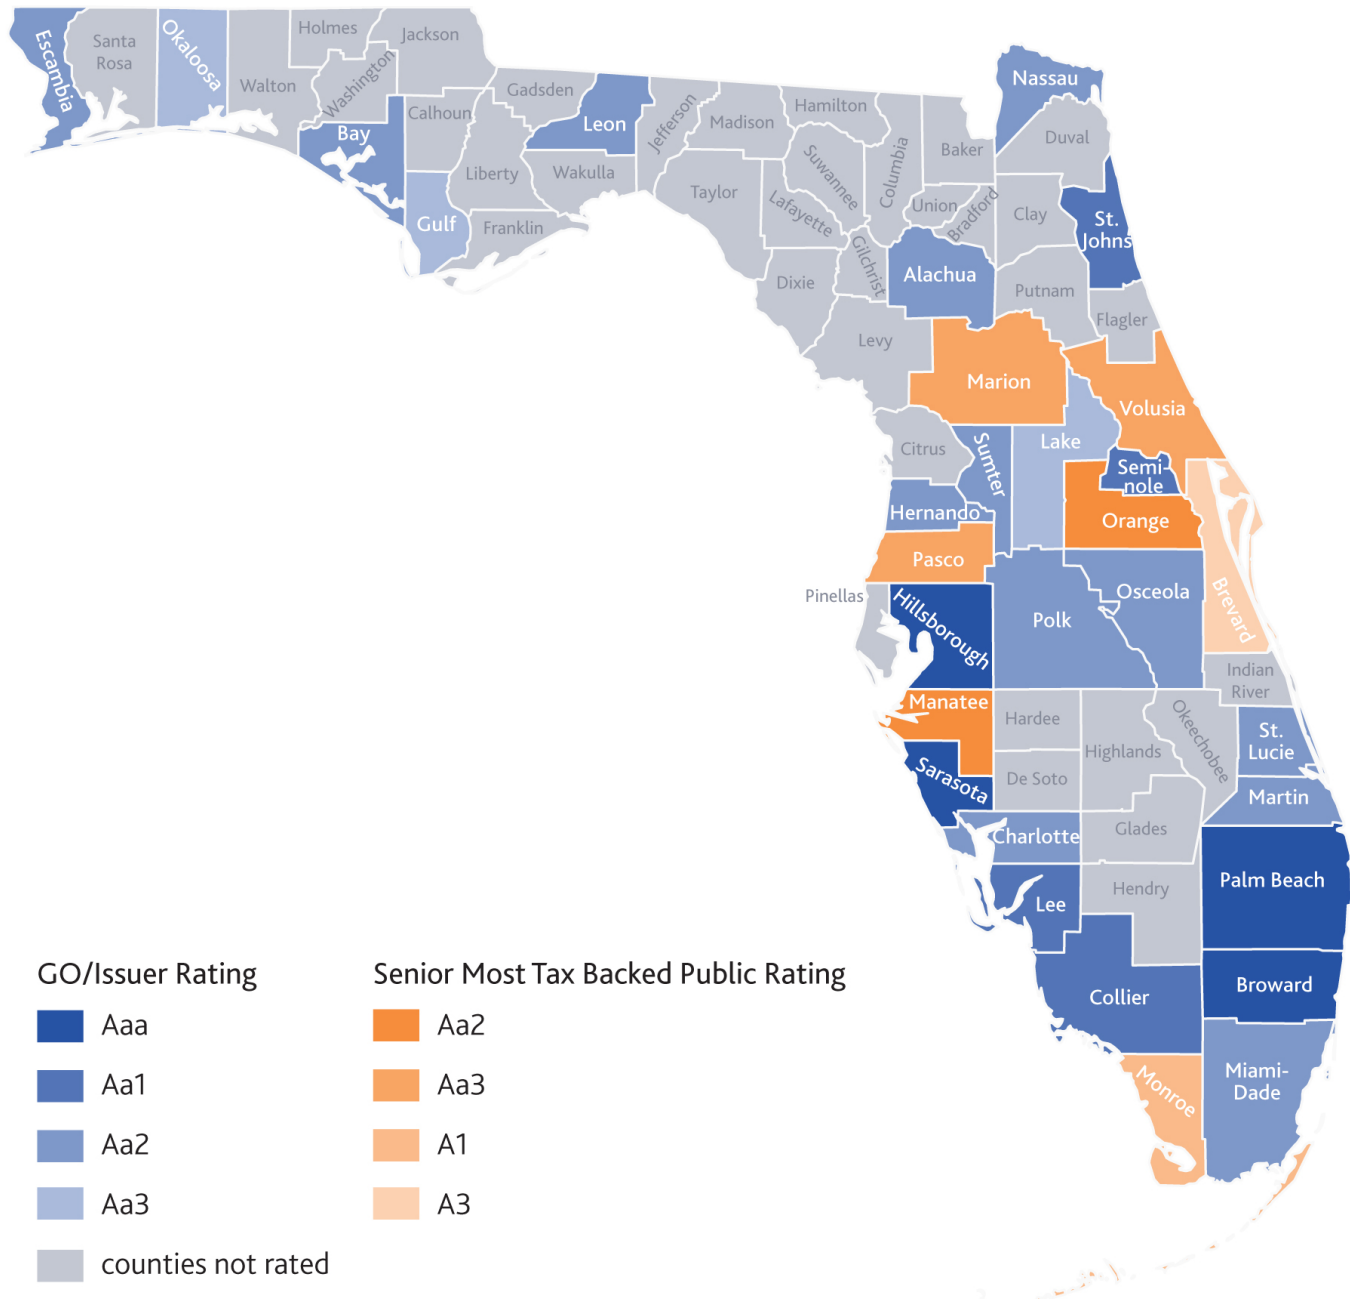 Escambia
Santa
Rosa
Okaloosa
Walton
Holmes
Washington
Jackson
Bay
Calhoun
Gulf
Gadsden
Liberty
Franklin
Leon
Wakulla
Jefferson
Madison
Taylor
Hamilton
Suwannee
Lafayette
Dixie
Columbia
Gilchrist
Levy
Baker
Union
Bradford
Alachua
Nassau
Duval
Clay
St.
Johns
Putnam
Flagler
Marion
Volusia
Citrus
Sumter
Lake
Semi-
nole
Hernando
Orange
Pasco
Brevard
Pinellas
Hillsborough
Polk
Osceola
Indian
River
Manatee
Hardee
Highlands
Okeechobee
St.
Lucie
Sarasota
De Soto
Martin
Charlotte
Glades
Lee
Hendry
Palm Beach
Collier
Broward
Monroe
Miami-
Dade
GO/Issuer Rating
Aaa
Aa1
Aa2
Aa3
counties not rated
Senior Most Tax Backed Public Rating
Aa2
Aa3
A1
A3